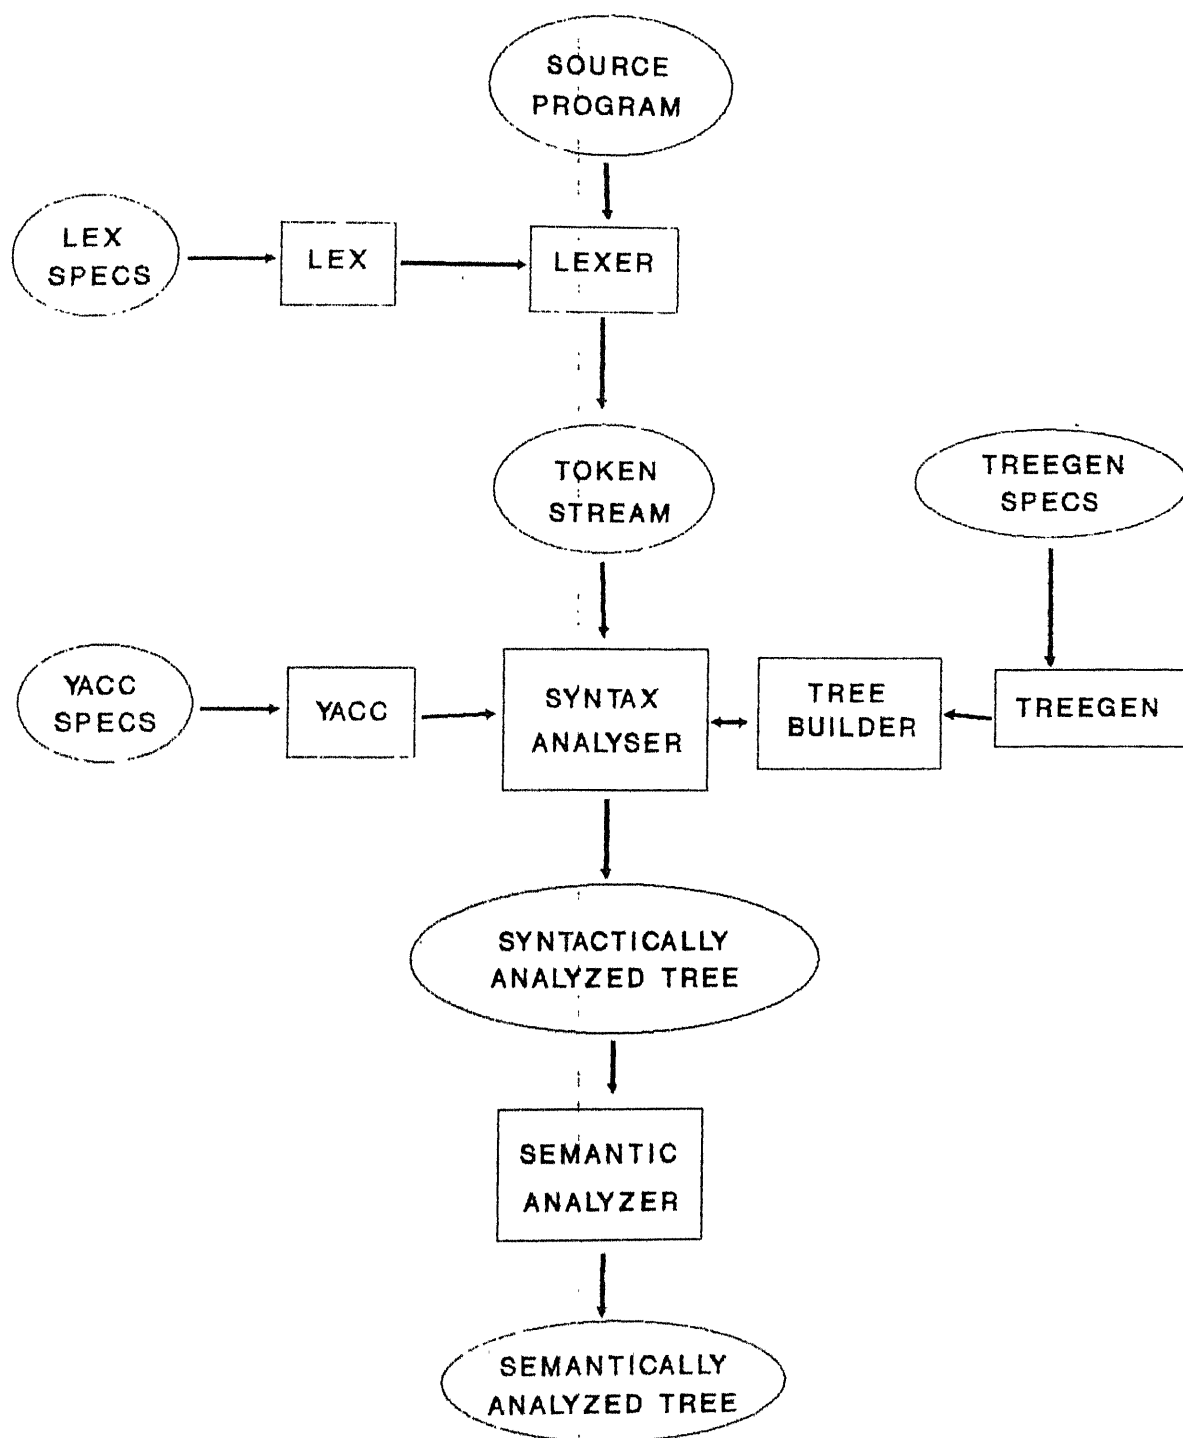 SOURCE
PROGRAM
LEX
SPECS
LEX
LEXER
TOKEN
STREAM
TREEGEN
SPECS
YACC
SPECS
YACC
SYNTAX
ANALYSER
TREE
BUILDER
TREEGEN
SYNTACTICALLY
ANALYZED TREE
SEMANTIC
ANALYZER
SEMANTICALLY
ANALYZED TREE